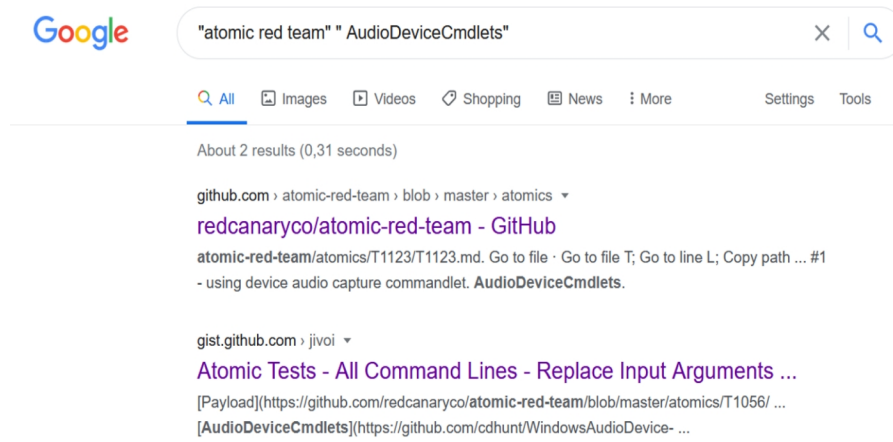 Google
"atomic red team" " AudioDeviceCmdlets"
All Images Videos Shopping News More Settings Tools
About 2 results (0,31 seconds)
github.com › atomic-red-team › blob › master › atomics
redcanaryco/atomic-red-team - GitHub
atomic-red-team/atomics/T1123/T1123.md. Go to file · Go to file T; Go to line L; Copy path ... #1
- using device audio capture commandlet. AudioDeviceCmdlets.
gist.github.com › jivoi
Atomic Tests - All Command Lines - Replace Input Arguments ...
[Payload](https://github.com/redcanaryco/atomic-red-team/blob/master/atomics/T1056/ ...
[AudioDeviceCmdlets](https://github.com/cdhunt/WindowsAudioDevice- ...